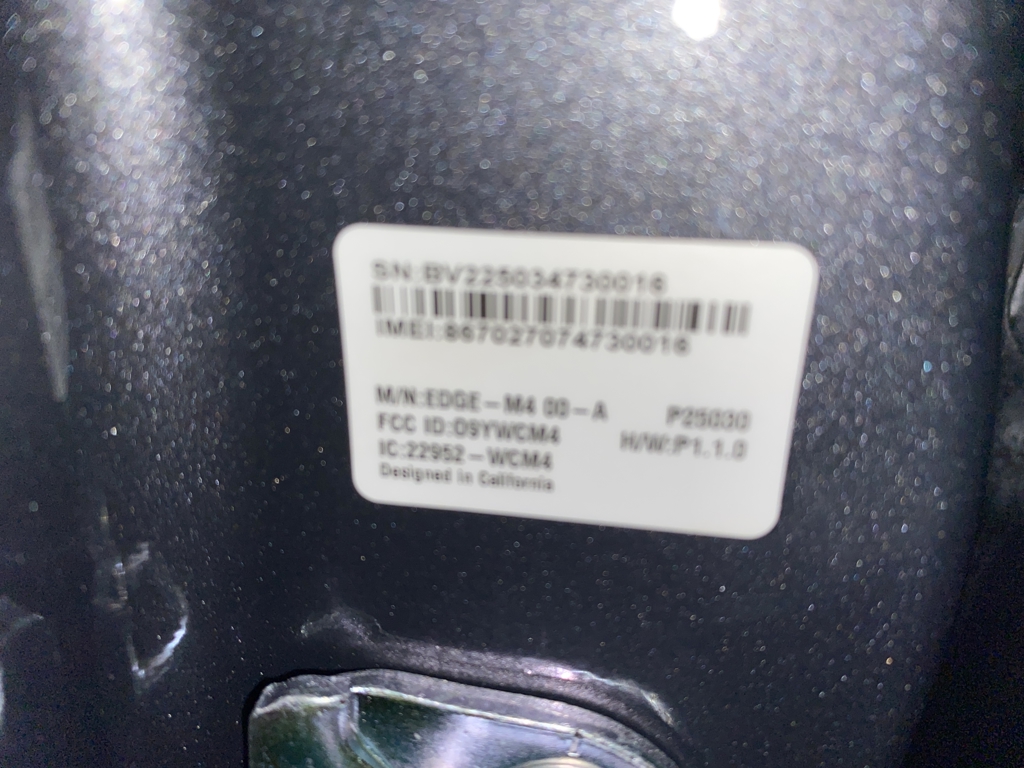 SN:BV225034730016
IMEI:867027074730016
M/N:EDGE-M4 00-A
P25030
FCC ID:O9YWCM4
H/W:P1.1.0
IC:22952-WCM4
Designed in California